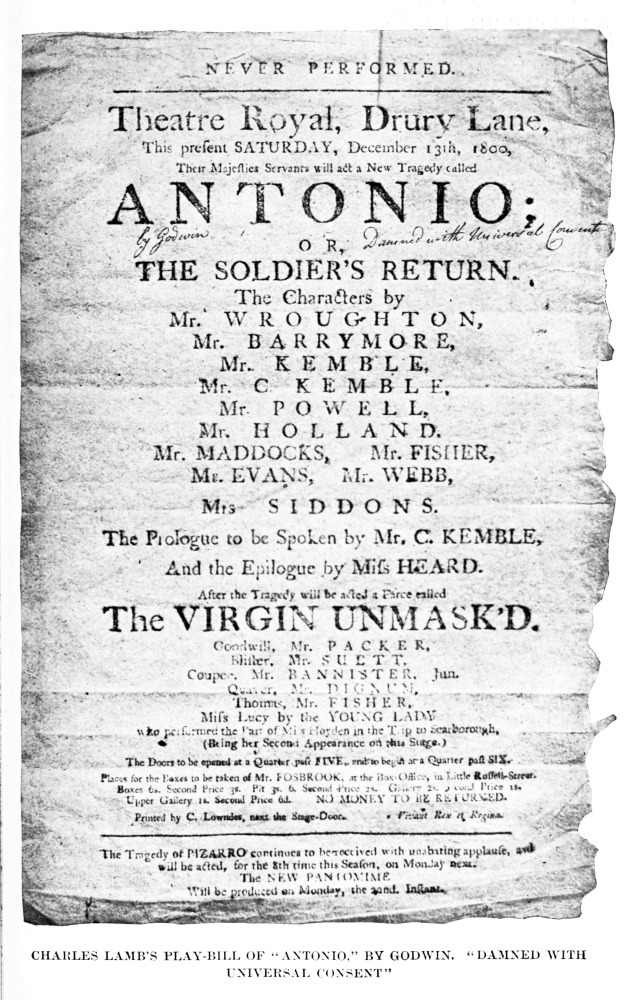 NEVER PERFORMED.
Theatre Royal, Drury Lane,
This preſent SATURDAY, December 13th, 1800,
Their Majeſties Servants will act a New Tragedy called
ANTONIO;
by Godwin
OR,
Damned with Universal Consent
THE SOLDIER'S RETURN.
The Characters by
Mr. WROUGHTON,
Mr. BARRYMORE,
Mr. KEMBLE,
Mr. C. KEMBLE,
Mr. POWELL,
Mr. HOLLAND.
Mr. MADDOCKS, Mr. FISHER,
Mr. EVANS, Mr. WEBB,
Mrs SIDDONS.
The Prologue to be Spoken by Mr. C. KEMBLE,
And the Epilogue by Miſs HEARD.
After the Tragedy will be acted a Farce called
The VIRGIN UNMASK'D.
Goodwill, Mr. PACKER,
Bliſter, Mr. SUETT,
Coupee, Mr. BANNISTER, Jun.
Quaver, Mr. DIGNUM,
Thomas, Mr. FISHER,
Miſs Lucy by the YOUNG LADY
who performed the Part of Miſs Hoyden in the Trip to Scarborough,
(Being her Second Appearance on this Stage.)
The Doors to be opened at a Quarter paſt FIVE, and to begin at a Quarter paſt SIX.
Places for the Boxes to be taken of Mr. FOSBROOK, at the Box-Office, in Little Ruſſell-Street.
Boxes 6s. Second Price 3s. Pit 3s. 6. Second Price 2s. Gallery 2s. Second Price 1s.
Upper Gallery 1s. Second Price 6d. NO MONEY TO BE RETURNED.
Printed by C. Lowndes, next the Stage-Door. Vivant Rex et Regina.
The Tragedy of PIZARRO continues to be received with unabating applauſe, and
will be acted, for the 8th time this Seaſon, on Monday next.
The NEW PANTOMIME
Will be produced on Monday, the 22nd. Inſtant.
CHARLES LAMB'S PLAY-BILL OF "ANTONIO," BY GODWIN. "DAMNED WITH
UNIVERSAL CONSENT"